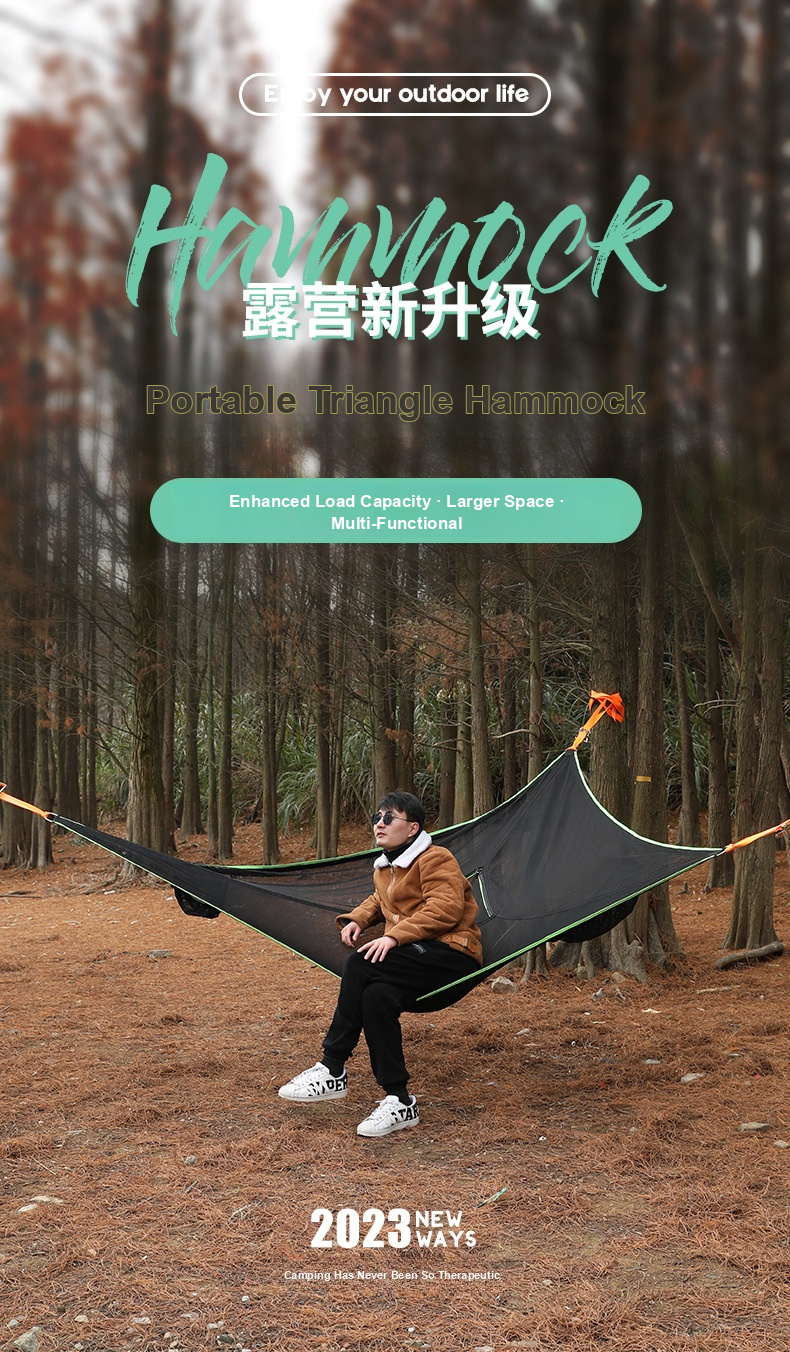 Enjoy your outdoor life
Hammock
露营新升级
Portable Triangle Hammock
Enhanced Load Capacity · Larger Space ·
Multi-Functional
2023 NEW
WAYS
Camping Has Never Been So Therapeutic